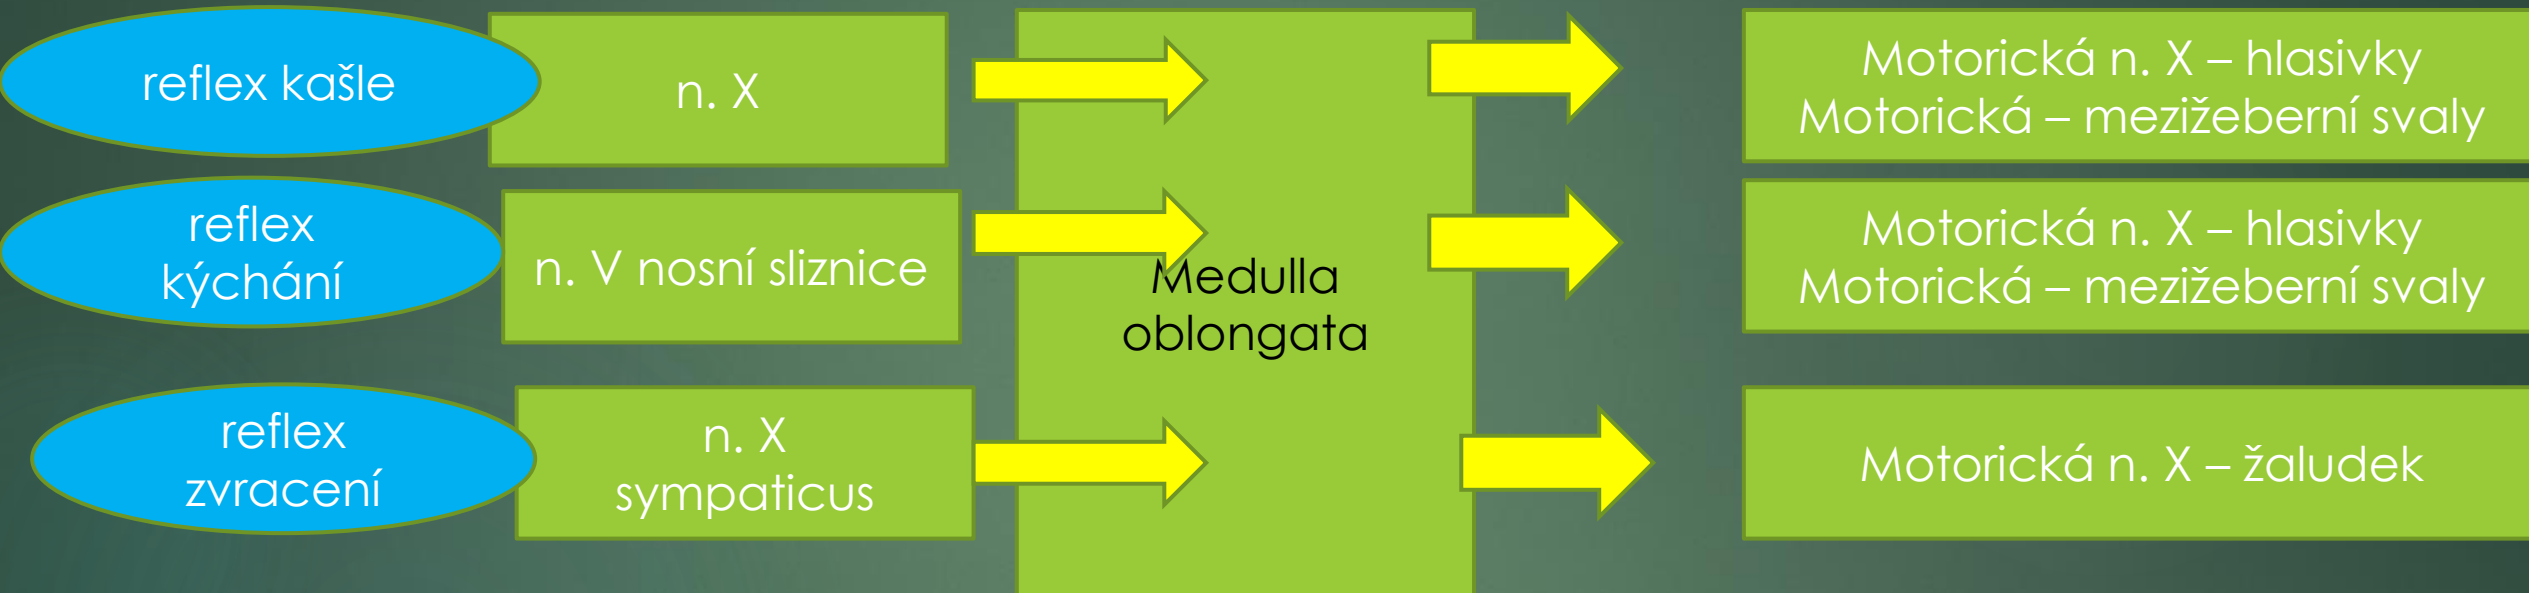 reflex kašle
n. X
Motorická n. X – hlasivky
Motorická – mezižeberní svaly
reflex
kýchání
n. V nosní sliznice
Medulla
oblongata
Motorická n. X – hlasivky
Motorická – mezižeberní svaly
reflex
zvracení
n. X
sympaticus
Motorická n. X – žaludek